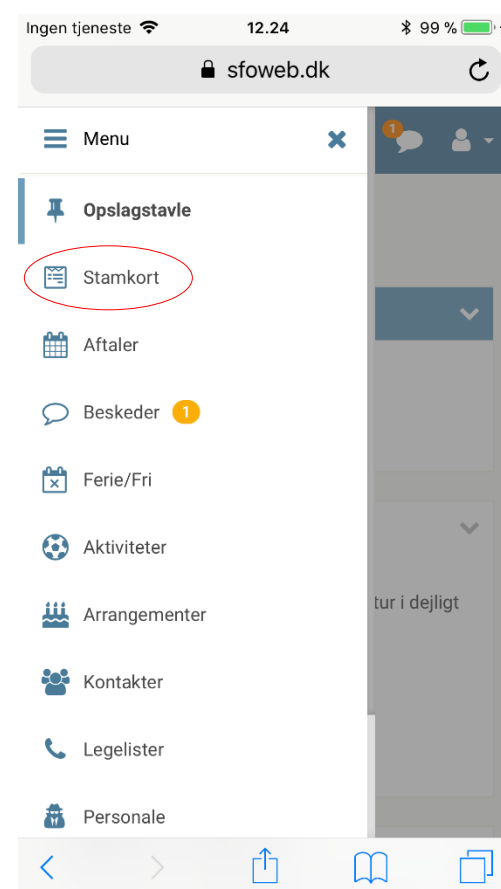 Ingen tjeneste 12.24 99 %
sfoweb.dk
Menu
1
Opslagstavle
Stamkort
Aftaler
Beskeder 1
Ferie/Fri
Aktiviteter
tur i dejligt
Arrangementer
Kontakter
Legelister
Personale